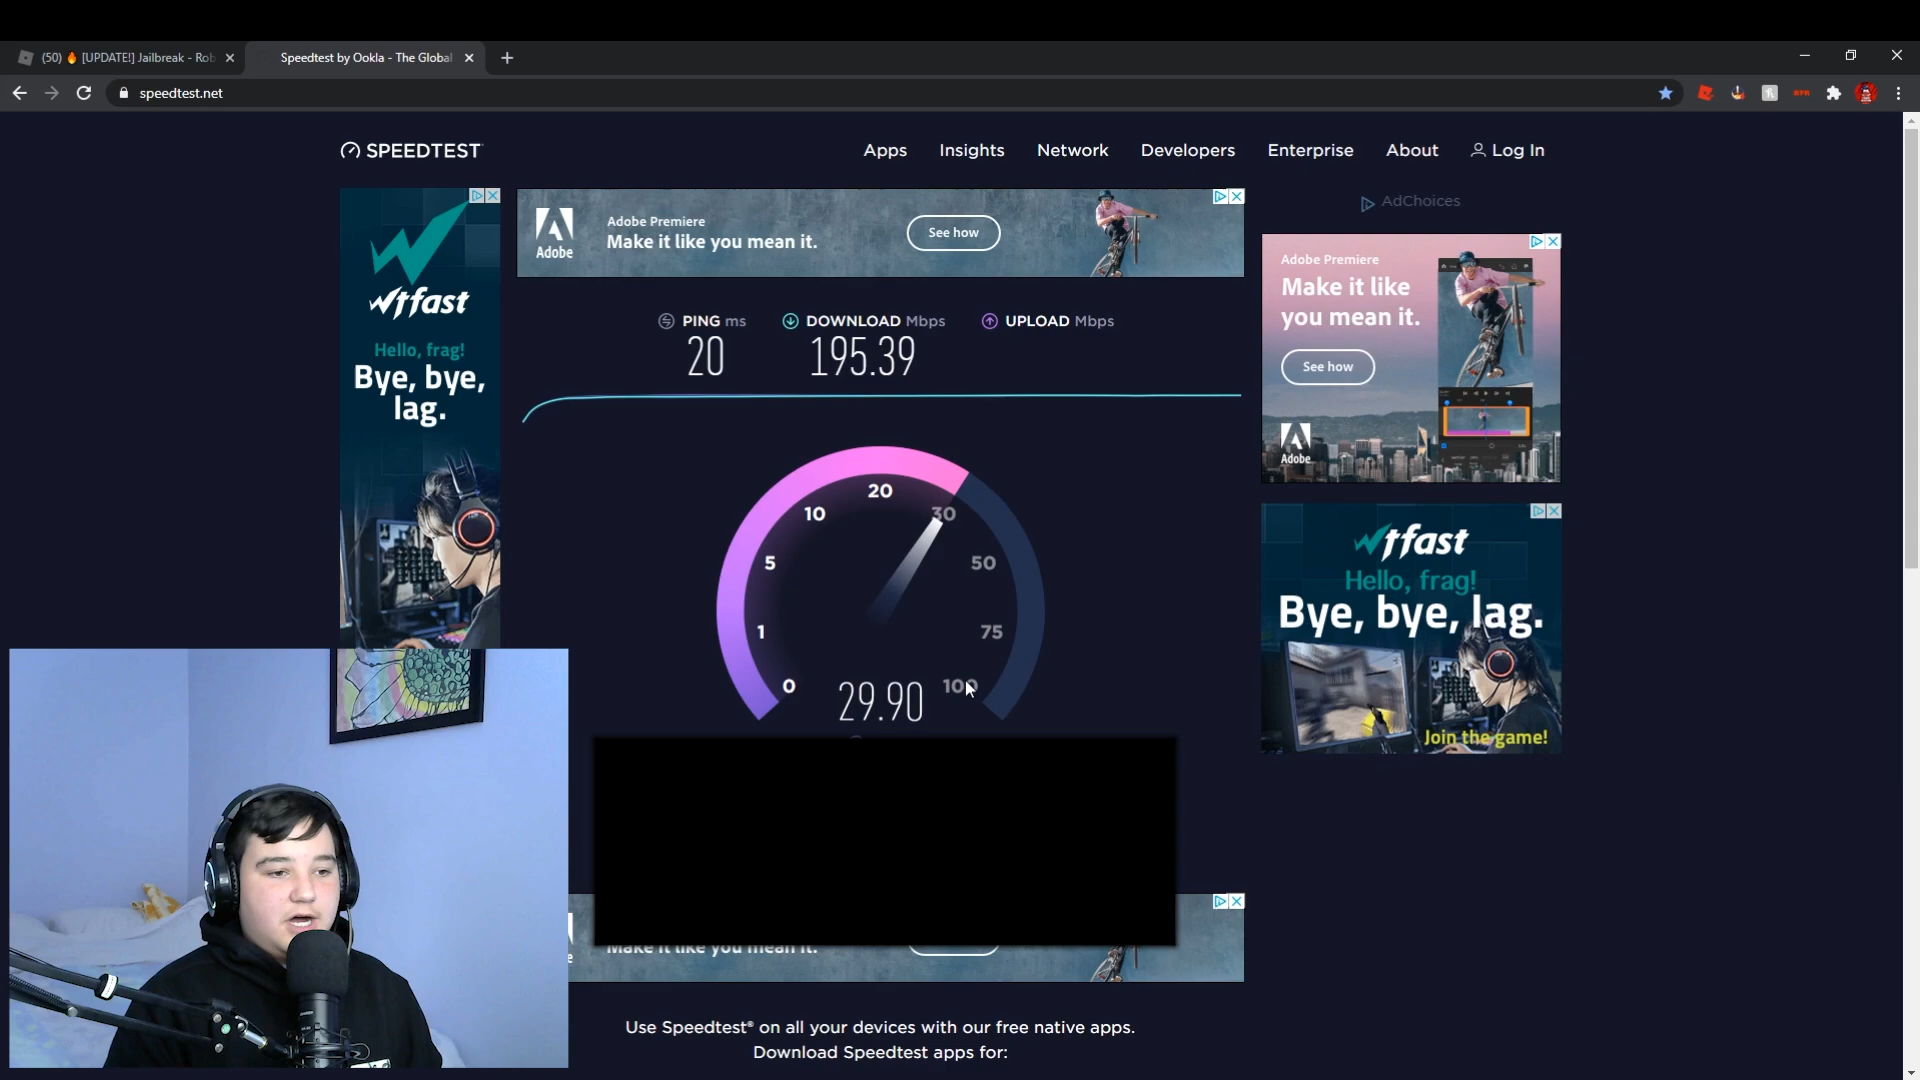 (50) 🔥 [UPDATE!] Jailbreak - Rob
Speedtest by Ookla - The Global
speedtest.net
SPEEDTEST
Apps
Insights
Network
Developers
Enterprise
About
Log In
wtfast
Hello, frag!
Bye, bye,
lag.
Adobe
Adobe Premiere
Make it like you mean it.
See how
AdChoices
Adobe Premiere
Make it like
you mean it.
See how
Adobe
PING ms
20
DOWNLOAD Mbps
195.39
UPLOAD Mbps
0
1
5
10
20
30
50
75
100
29.90
wtfast
Hello, frag!
Bye, bye, lag.
Join the game!
Make it like you mean it.
Use Speedtest® on all your devices with our free native apps.
Download Speedtest apps for: